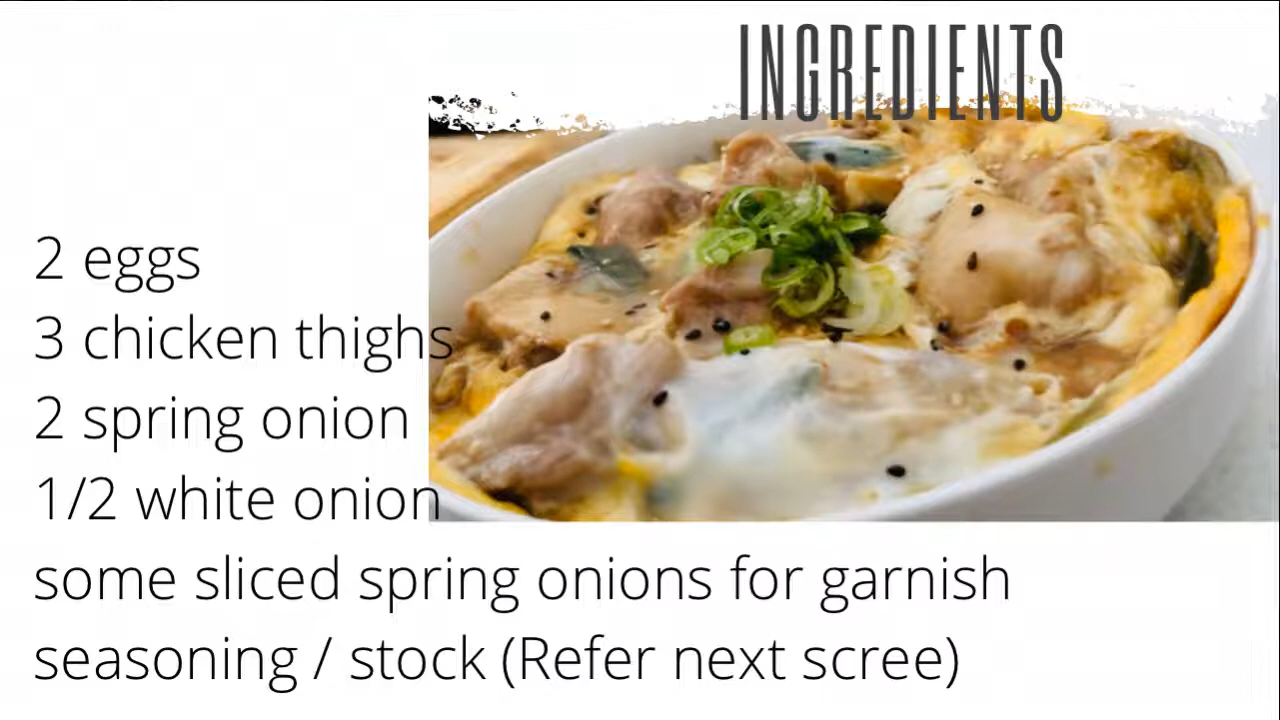 INGREDIENTS
2 eggs
3 chicken thighs
2 spring onion
1/2 white onion
some sliced spring onions for garnish
seasoning / stock (Refer next scree)